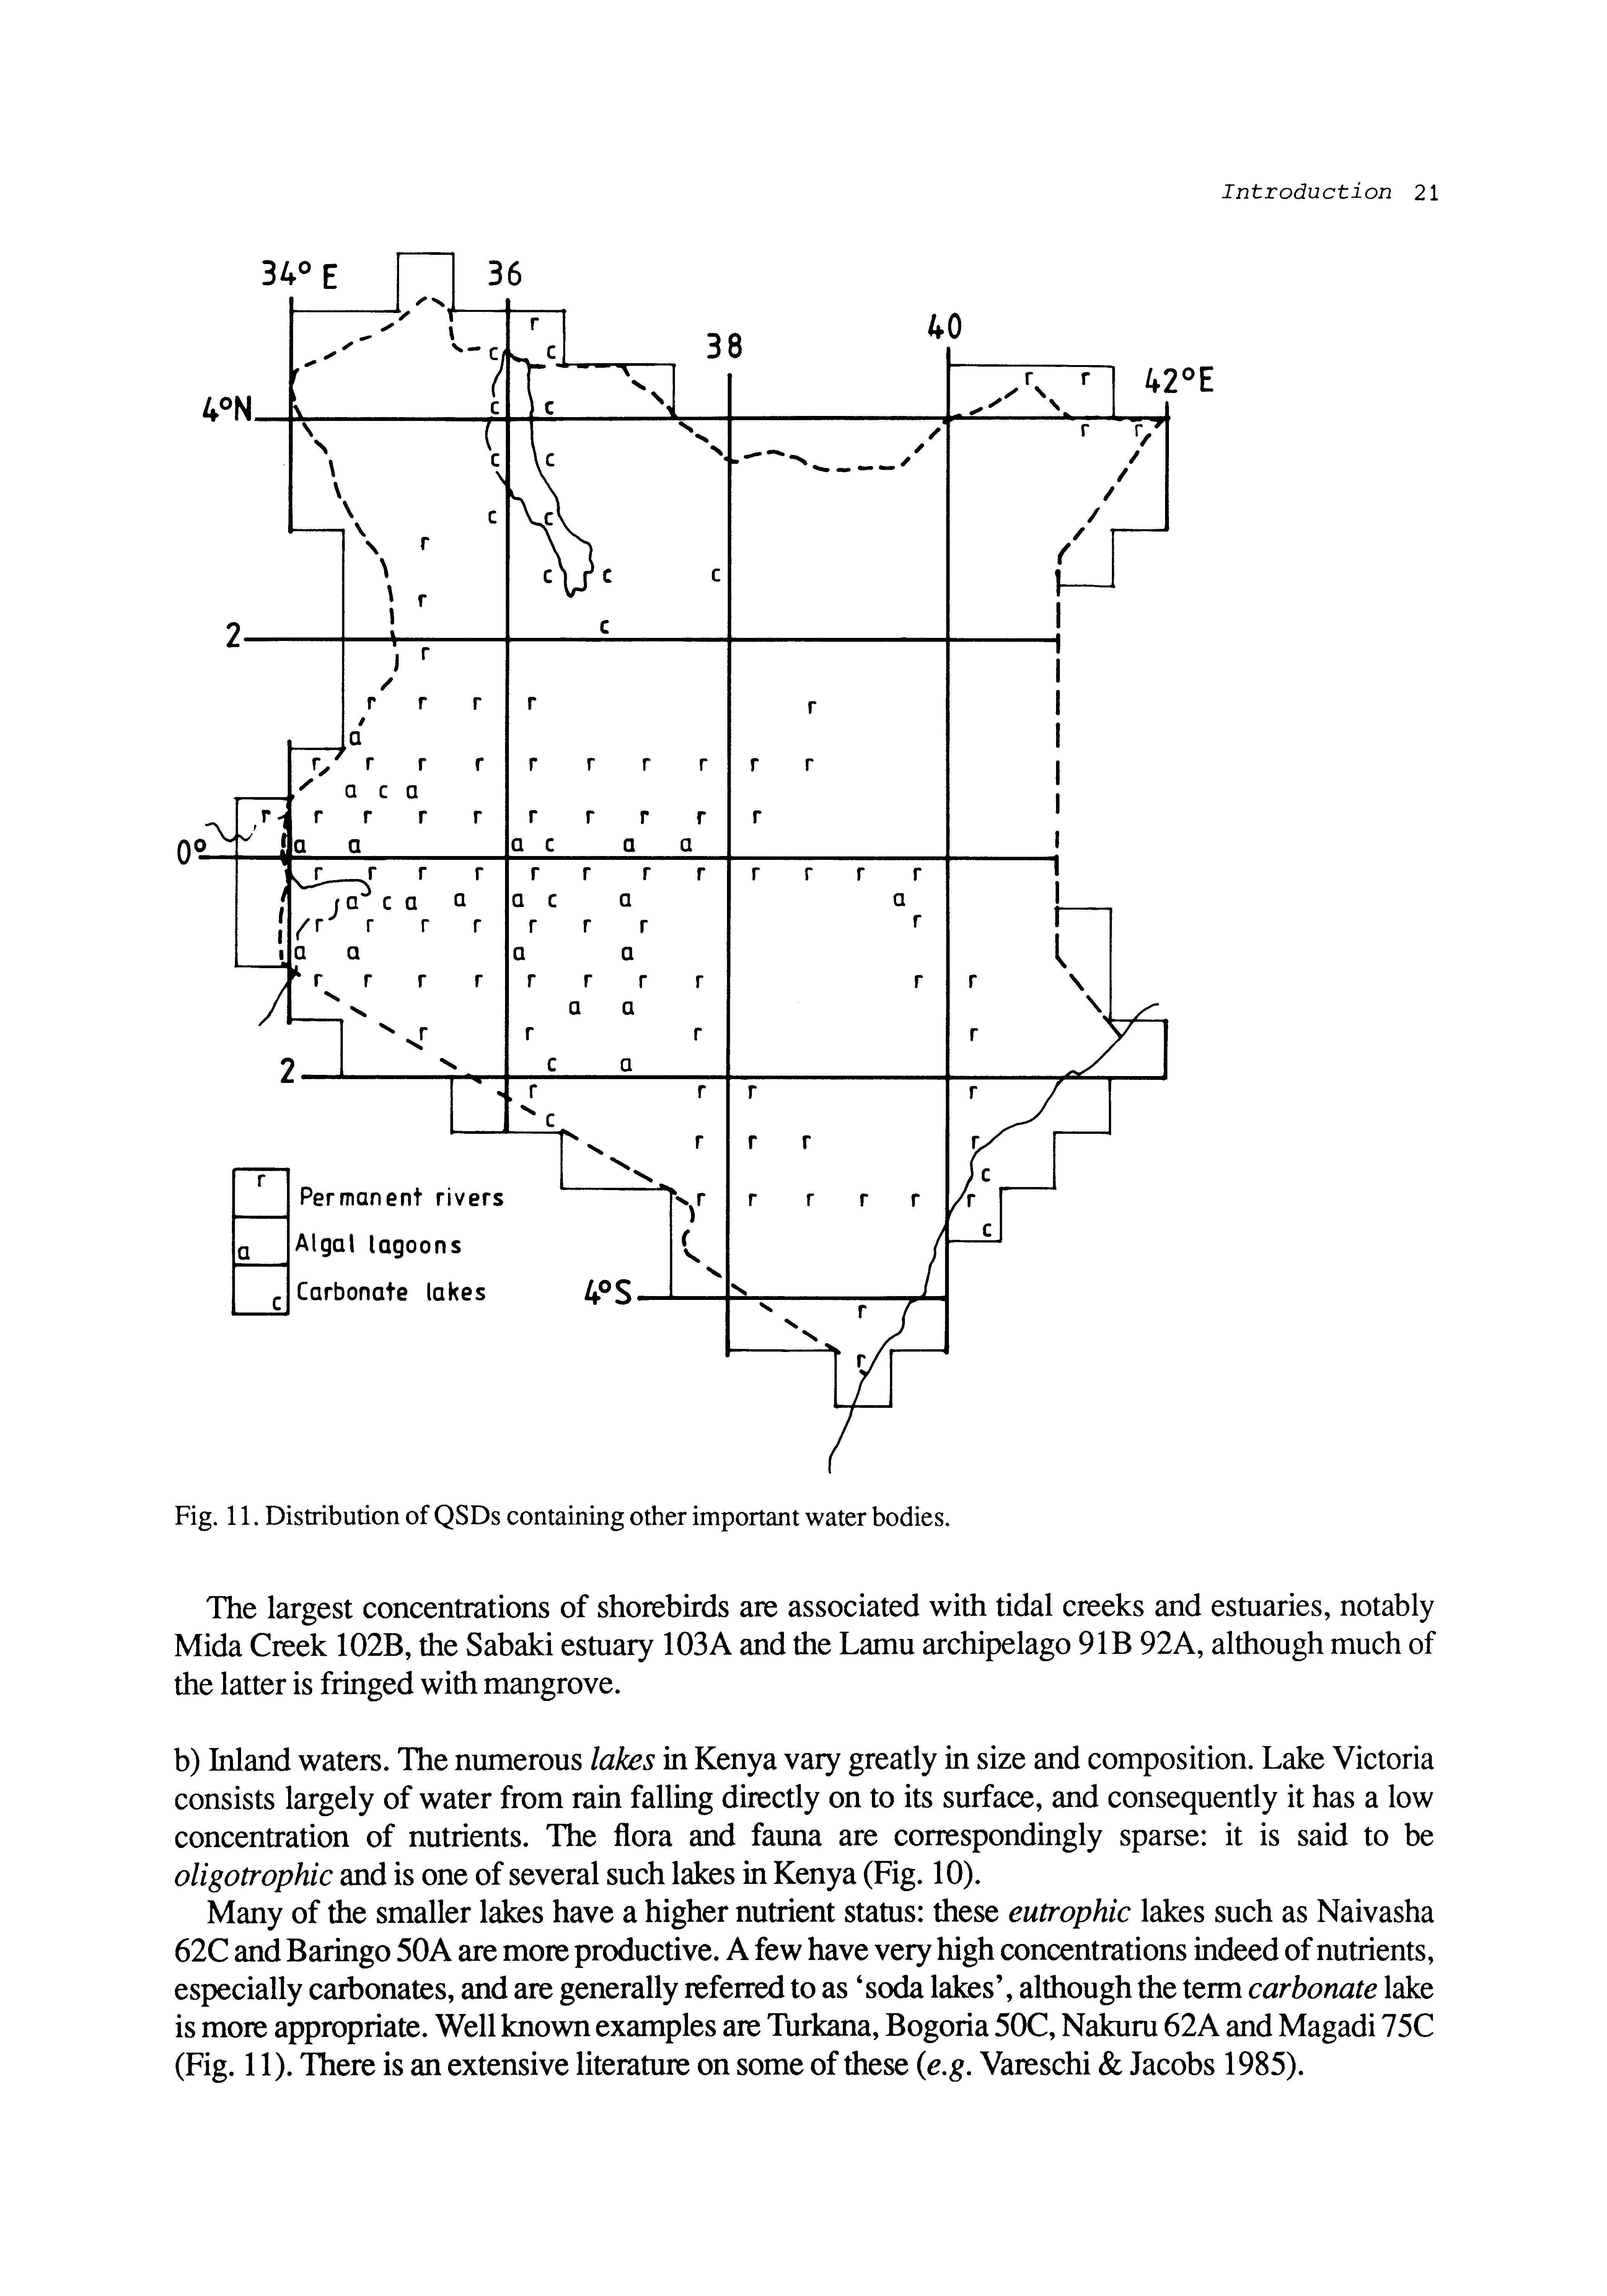 Introduction 21
34° E 36
r
38 40
c c
r r 42°E
4°N c c
r r
c c
c c
r
c c c
r
c
2
r
r r r r r
a
r r r r r r r r r r
a c a
r r r r r r r r r r
0° a a a c a a
r r r r r r r r r r r r
a c a a a c a a
r r r r r r r r
a a a a
r r r r r r r r r r
a a
r r r r
2 c a
r r r r
c
r r r r
c
r Permanent rivers
r r r r r r
c
a Algal lagoons
c Carbonate lakes
4°S
r
r
Fig. 11. Distribution of QSDs containing other important water bodies.
The largest concentrations of shorebirds are associated with tidal creeks and estuaries, notably
Mida Creek 102B, the Sabaki estuary 103A and the Lamu archipelago 91B 92A, although much of
the latter is fringed with mangrove.
b) Inland waters. The numerous lakes in Kenya vary greatly in size and composition. Lake Victoria
consists largely of water from rain falling directly on to its surface, and consequently it has a low
concentration of nutrients. The flora and fauna are correspondingly sparse: it is said to be
oligotrophic and is one of several such lakes in Kenya (Fig. 10).
Many of the smaller lakes have a higher nutrient status: these eutrophic lakes such as Naivasha
62C and Baringo 50A are more productive. A few have very high concentrations indeed of nutrients,
especially carbonates, and are generally referred to as ‘soda lakes’, although the term carbonate lake
is more appropriate. Well known examples are Turkana, Bogoria 50C, Nakuru 62A and Magadi 75C
(Fig. 11). There is an extensive literature on some of these (e.g. Vareschi & Jacobs 1985).